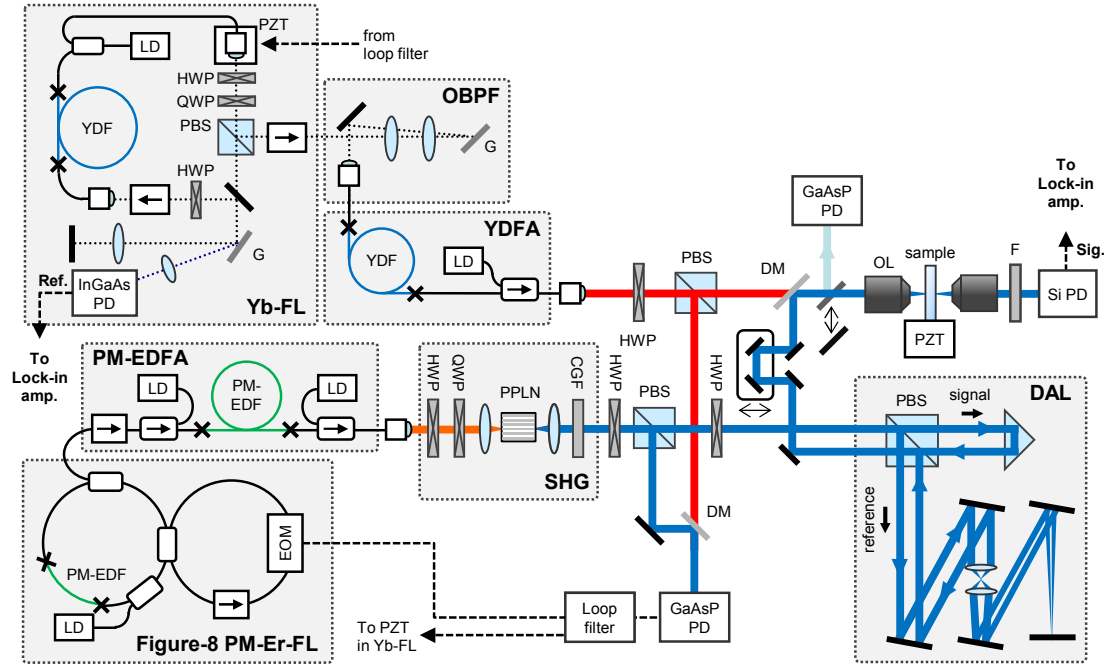 PZT
LD
from
loop filter
HWP
QWP
PBS
YDF
HWP
G
Ref.
InGaAs
PD
Yb-FL
To
Lock-in
amp.
OBPF
G
YDFA
YDF
LD
HWP
PBS
DM
GaAsP
PD
OL
sample
PZT
F
Si PD
Sig.
To
Lock-in
amp.
PM-EDFA
LD
PM-
EDF
LD
HWP
QWP
PPLN
CGF
SHG
HWP
PBS
HWP
DM
GaAsP
PD
Loop
filter
To PZT
in Yb-FL
PM-EDF
LD
EOM
Figure-8 PM-Er-FL
DAL
PBS
signal
reference